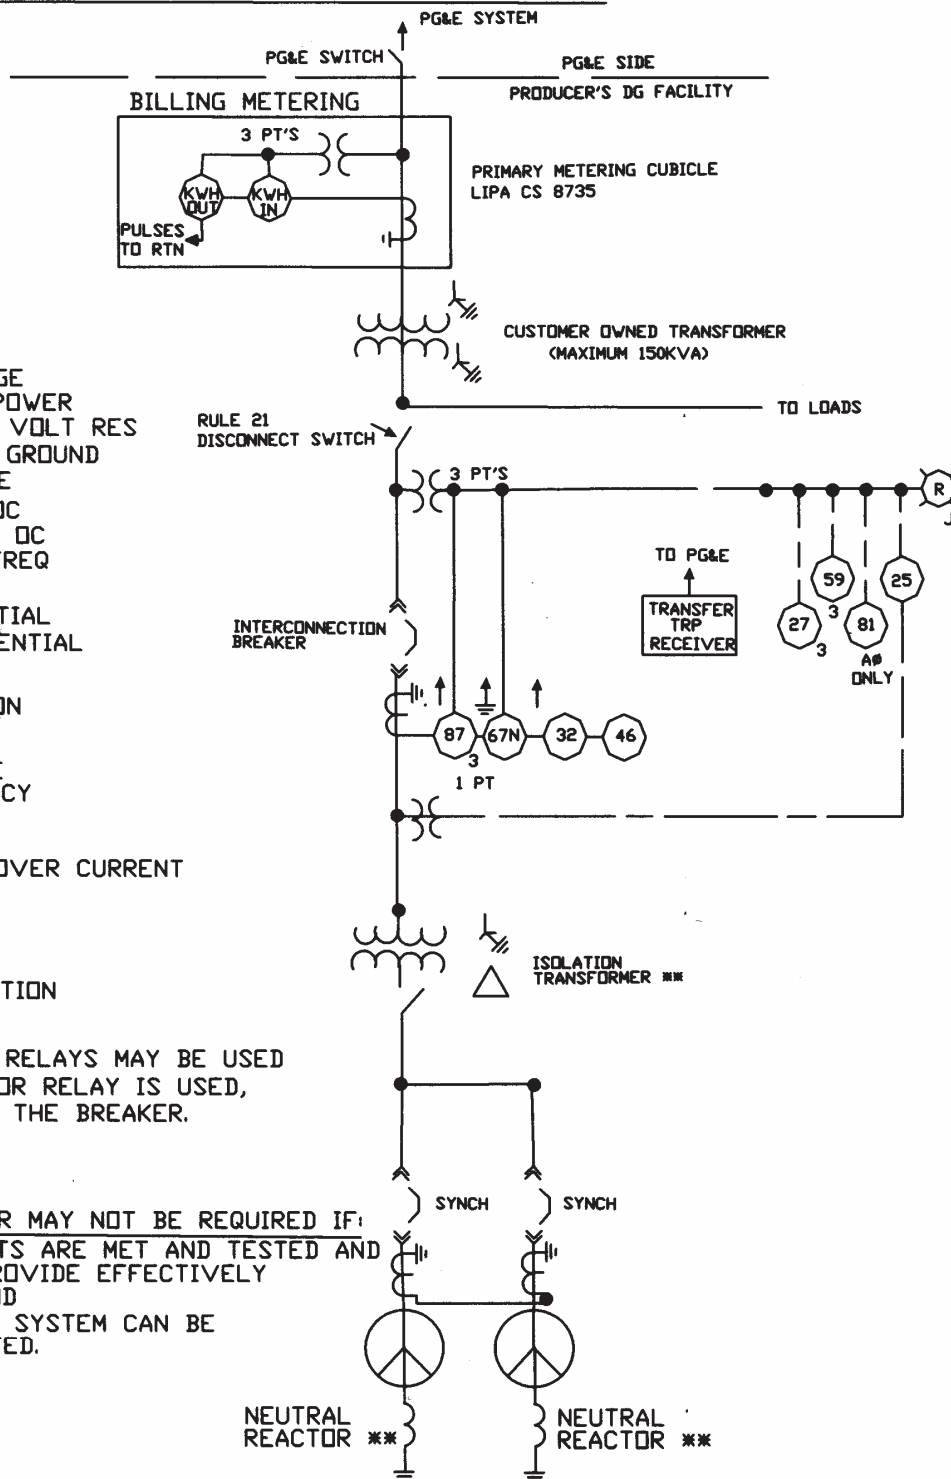 PG&E SYSTEM
PG&E SWITCH
PG&E SIDE
PRODUCER'S DG FACILITY
BILLING METERING
3 PT'S
KWH OUT
KWH IN
PULSES
TO RTN
PRIMARY METERING CUBICLE
LIPA CS 8735
CUSTOMER OWNED TRANSFORMER
(MAXIMUM 150KVA)
TO LOADS
GE
POWER
VOLT RES
GROUND
E
OC
OC
FREQ
TIAL
ENTIAL
ON
CY
OVER CURRENT
TION
RULE 21
DISCONNECT SWITCH
3 PT'S
R
TO PG&E
TRANSFER
TRP
RECEIVER
59
3
25
27
3
81
AØ
ONLY
INTERCONNECTION
BREAKER
87
3
67N
32
46
1 PT
ISOLATION
TRANSFORMER **
RELAYS MAY BE USED
OR RELAY IS USED,
THE BREAKER.
SYNCH
SYNCH
R MAY NOT BE REQUIRED IF:
TS ARE MET AND TESTED AND
ROVIDE EFFECTIVELY
D
SYSTEM CAN BE
TED.
NEUTRAL
REACTOR **
NEUTRAL
REACTOR **